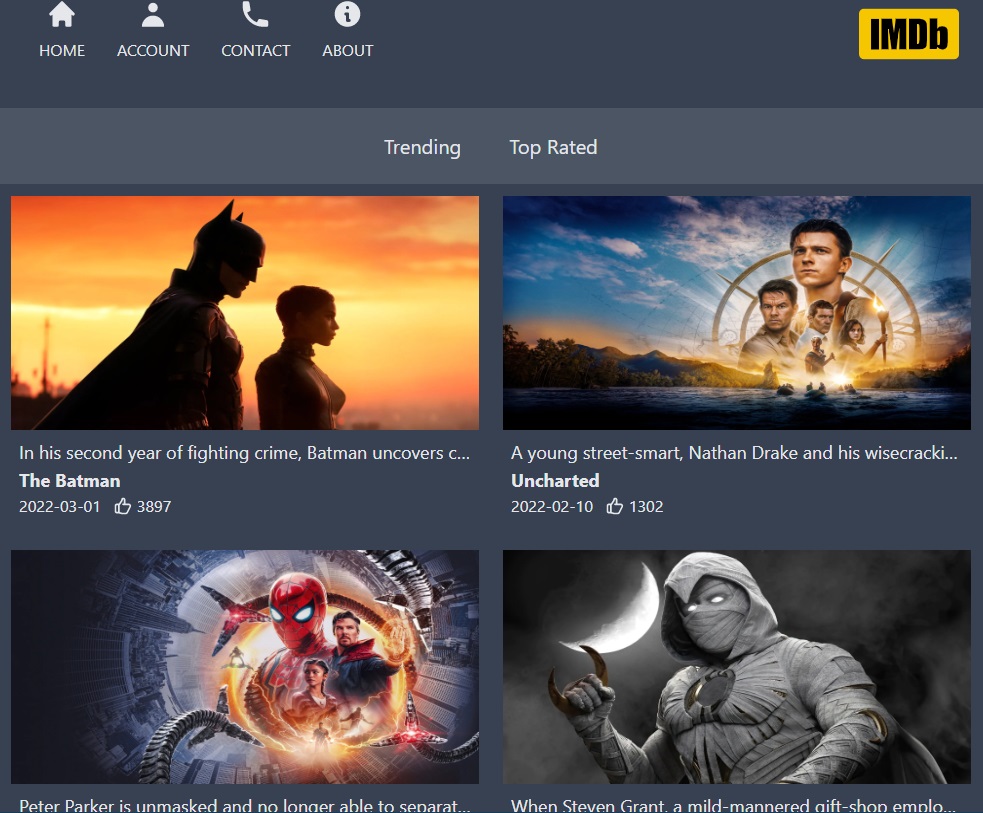 HOME ACCOUNT CONTACT ABOUT
IMDb
Trending Top Rated
In his second year of fighting crime, Batman uncovers c...
The Batman
2022-03-01 3897
A young street-smart, Nathan Drake and his wisecracki...
Uncharted
2022-02-10 1302
Peter Parker is unmasked and no longer able to separat...
When Steven Grant, a mild-mannered gift-shop emplo...